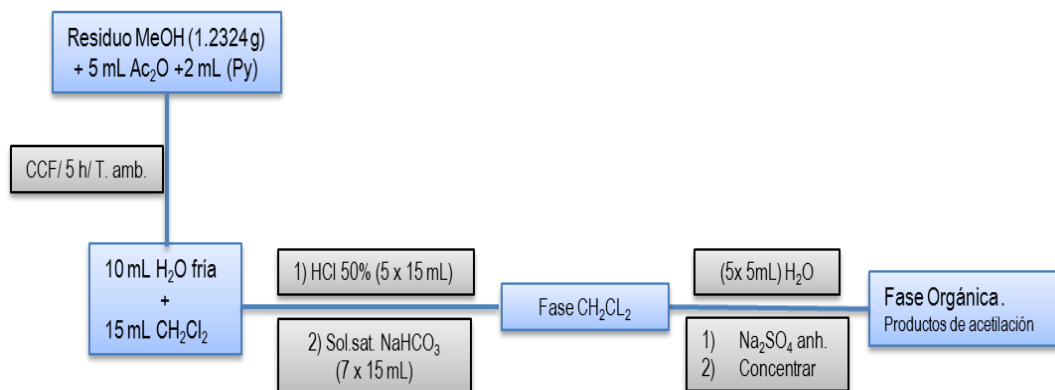 Residuo MeOH (1.2324 g)
+ 5 mL Ac₂O +2 mL (Py)
CCF/ 5 h/ T. amb.
10 mL H₂O fría
+
15 mL CH₂Cl₂
1) HCl 50% (5 x 15 mL)
2) Sol.sat. NaHCO₃
(7 x 15 mL)
Fase CH₂CL₂
(5x 5mL) H₂O
1) Na₂SO₄ anh.
2) Concentrar
Fase Orgánica.
Productos de acetilación